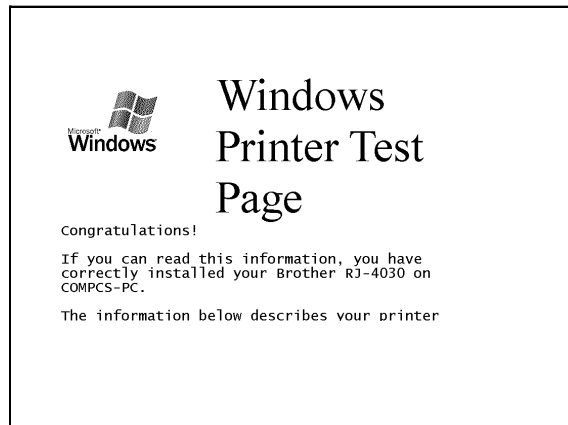 Microsoft®
Windows
Windows
Printer Test
Page
Congratulations!
If you can read this information, you have
correctly installed your Brother RJ-4030 on
COMPCS-PC.
The information below describes your printer